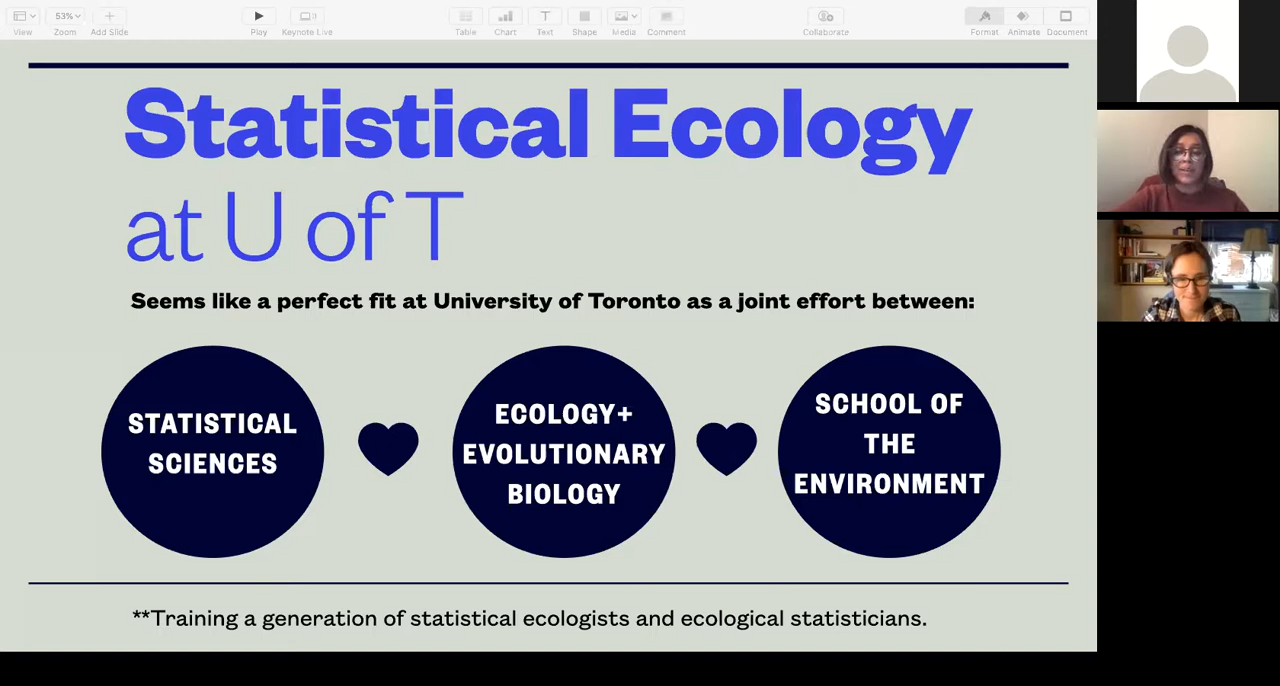 53%
View
Zoom
Add Slide
Play
Keynote Live
Table
Chart
Text
Shape
Media
Comment
Collaborate
Format
Animate
Document
Statistical Ecology
at U of T
Seems like a perfect fit at University of Toronto as a joint effort between:
STATISTICAL
SCIENCES
ECOLOGY+
EVOLUTIONARY
BIOLOGY
SCHOOL OF
THE
ENVIRONMENT
**Training a generation of statistical ecologists and ecological statisticians.